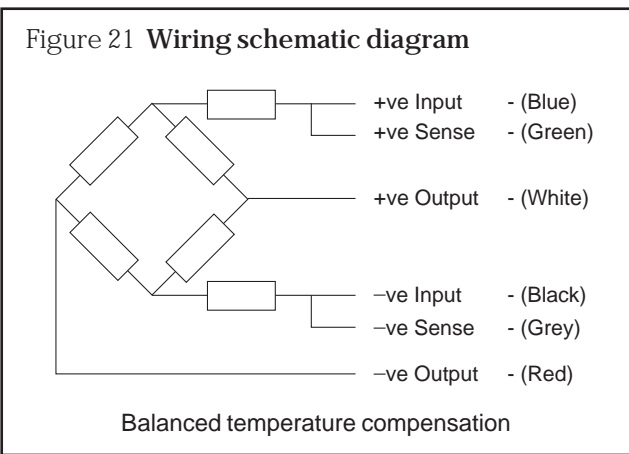 Figure 21 Wiring schematic diagram
+ve Input - (Blue)
+ve Sense - (Green)
+ve Output - (White)
−ve Input - (Black)
−ve Sense - (Grey)
−ve Output - (Red)
Balanced temperature compensation